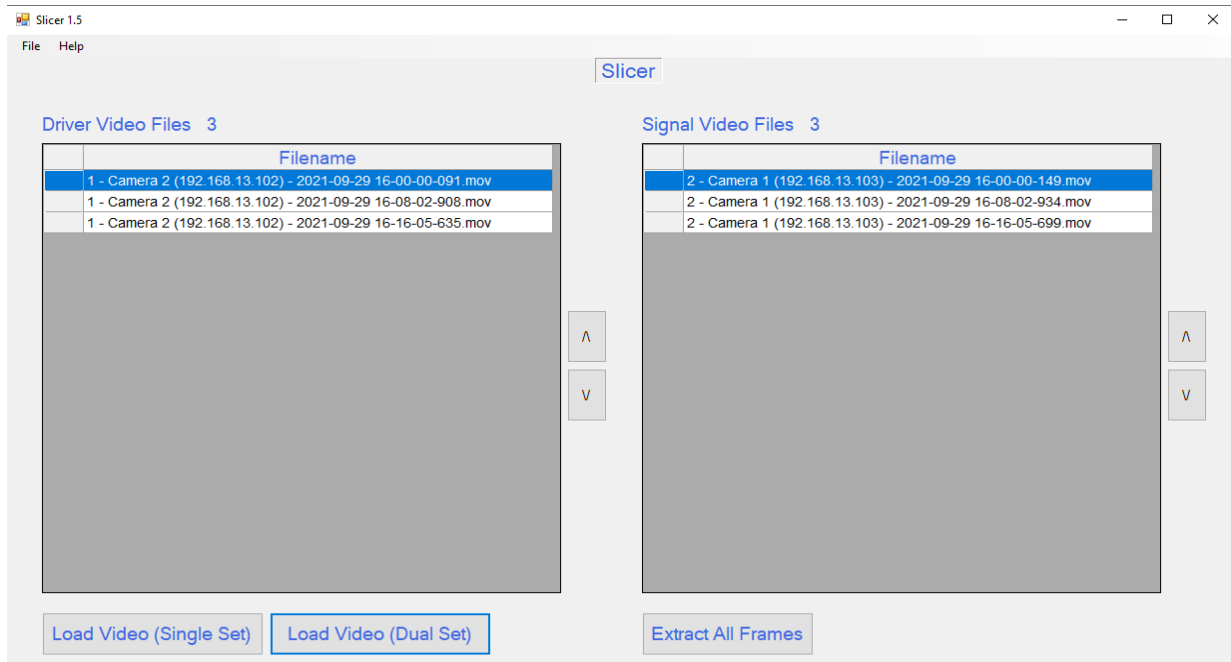 Slicer 1.5
File Help
Slicer
Driver Video Files 3
Filename
1 - Camera 2 (192.168.13.102) - 2021-09-29 16-00-00-091.mov
1 - Camera 2 (192.168.13.102) - 2021-09-29 16-08-02-908.mov
1 - Camera 2 (192.168.13.102) - 2021-09-29 16-16-05-635.mov
/\
\/
Signal Video Files 3
Filename
2 - Camera 1 (192.168.13.103) - 2021-09-29 16-00-00-149.mov
2 - Camera 1 (192.168.13.103) - 2021-09-29 16-08-02-934.mov
2 - Camera 1 (192.168.13.103) - 2021-09-29 16-16-05-699.mov
/\
\/
Load Video (Single Set)
Load Video (Dual Set)
Extract All Frames